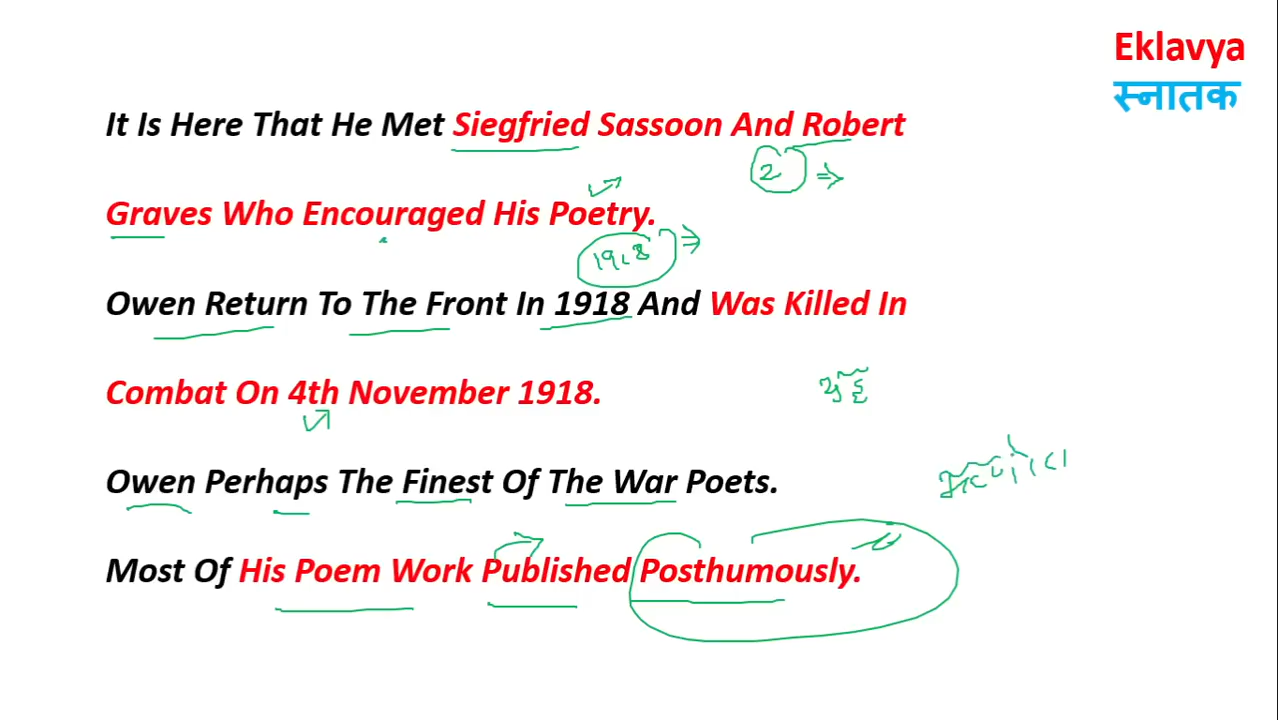 Eklavya
स्नातक
It Is Here That He Met Siegfried Sassoon And Robert
2 ⇒
Graves Who Encouraged His Poetry.
1918 ⇒
Owen Return To The Front In 1918 And Was Killed In
Combat On 4th November 1918.
Owen Perhaps The Finest Of The War Poets.
Most Of His Poem Work Published Posthumously.